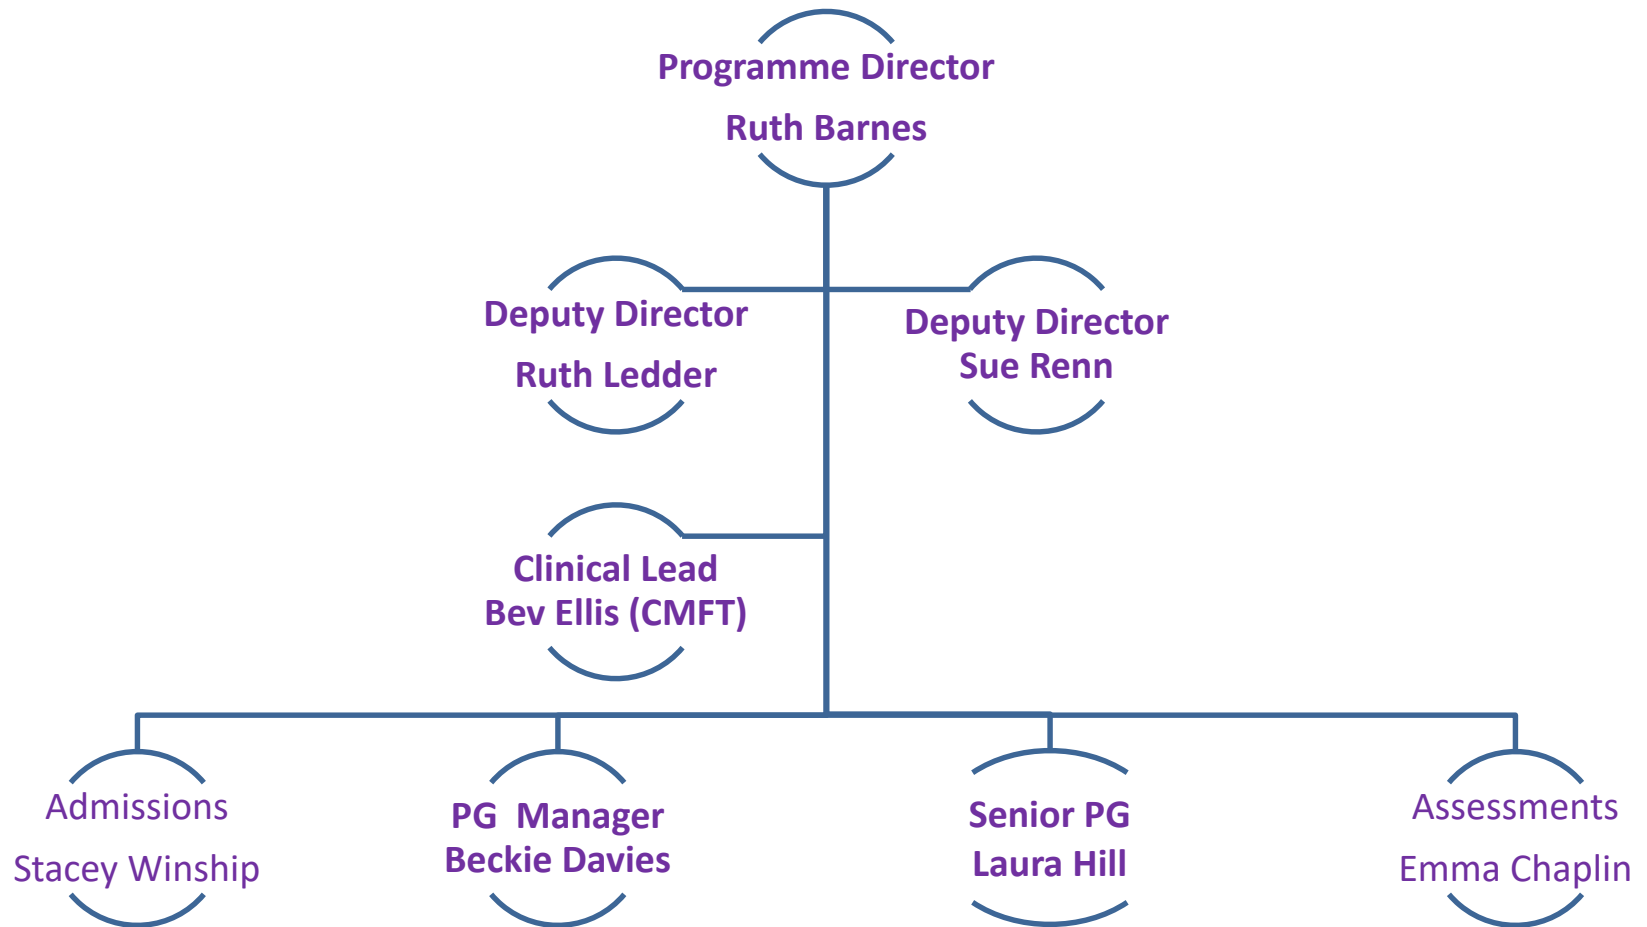 Programme Director
Ruth Barnes
Deputy Director
Ruth Ledder
Deputy Director
Sue Renn
Clinical Lead
Bev Ellis (CMFT)
Admissions
Stacey Winship
PG  Manager
Beckie Davies
Senior PG
Laura Hill
Assessments
Emma Chaplin